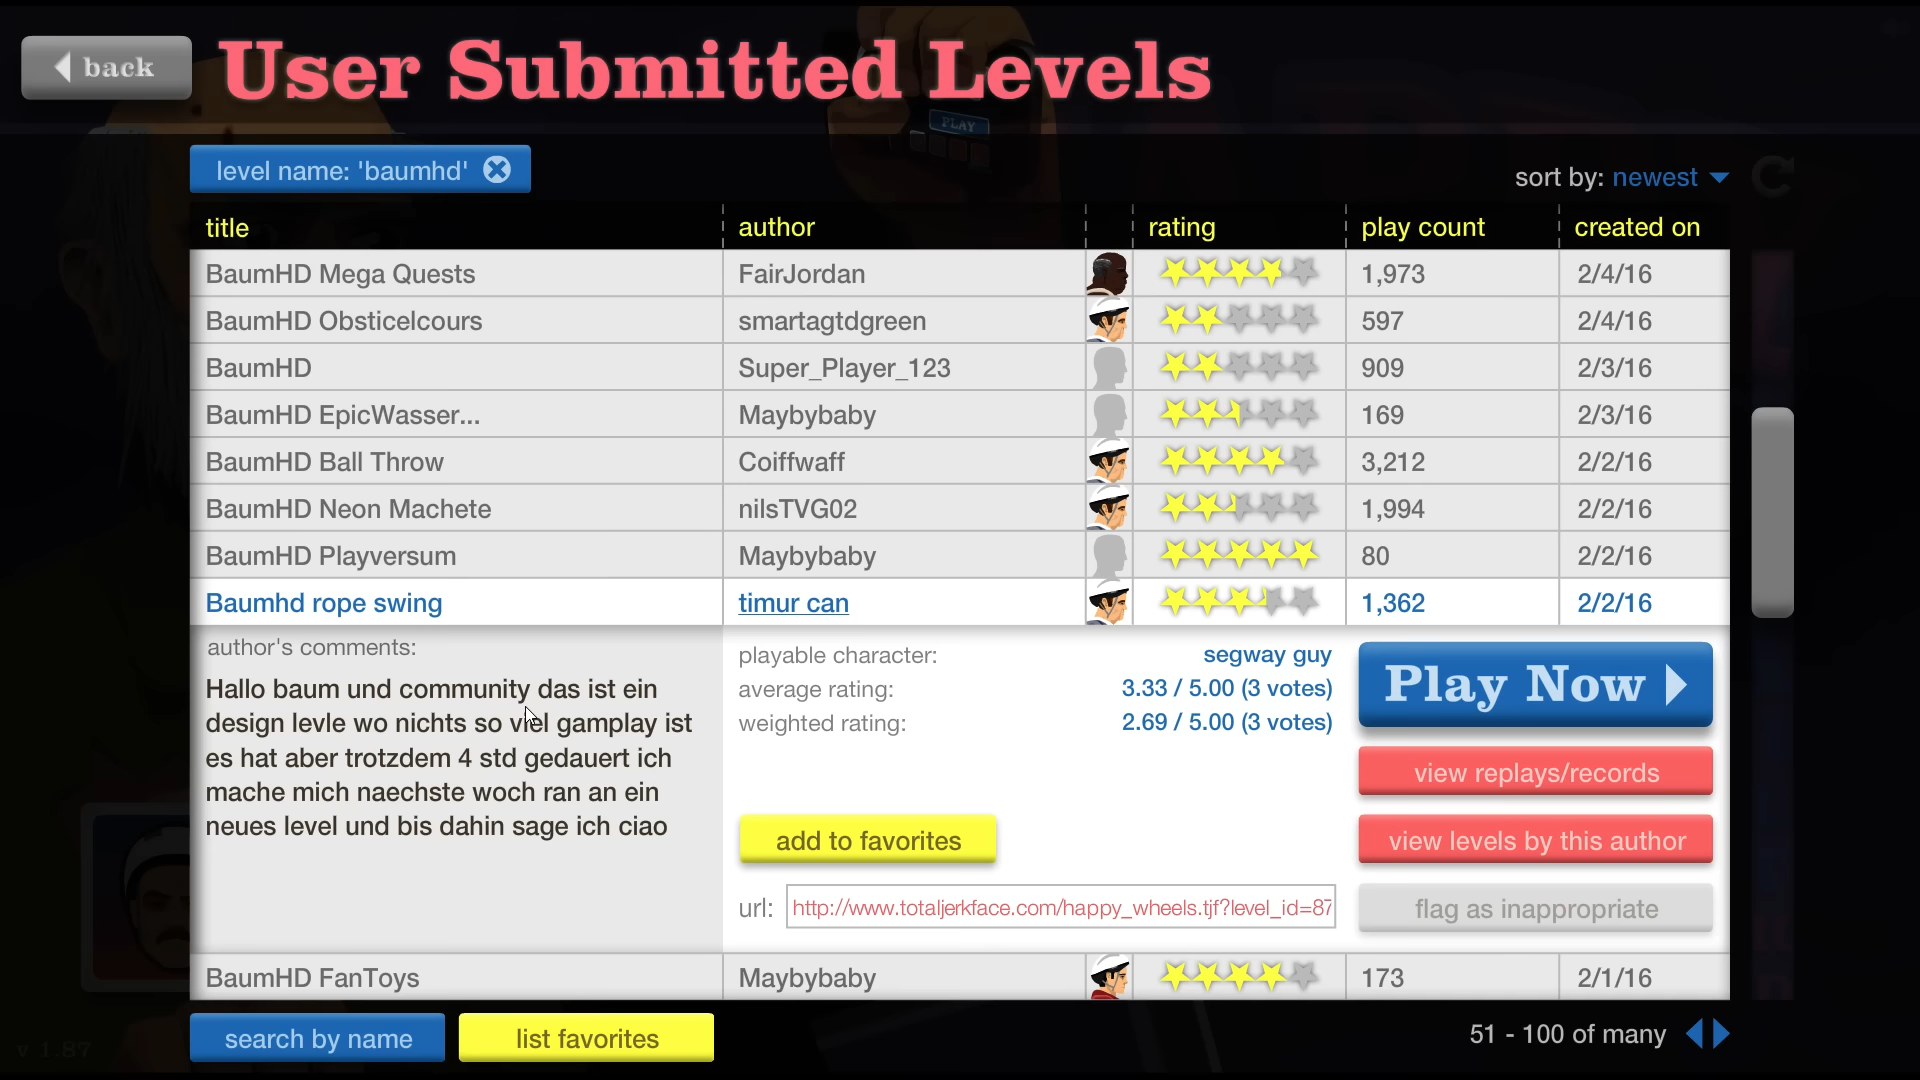 back
User Submitted Levels
PLAY
level name: 'baumhd'
sort by: newest
title author rating play count created on
BaumHD Mega Quests FairJordan 1,973 2/4/16
BaumHD Obsticelcours smartagtdgreen 597 2/4/16
BaumHD Super_Player_123 909 2/3/16
BaumHD EpicWasser... Maybybaby 169 2/3/16
BaumHD Ball Throw Coiffwaff 3,212 2/2/16
BaumHD Neon Machete nilsTVG02 1,994 2/2/16
BaumHD Playversum Maybybaby 80 2/2/16
Baumhd rope swing timur can 1,362 2/2/16
author's comments:
Hallo baum und community das ist ein
design levle wo nichts so viel gamplay ist
es hat aber trotzdem 4 std gedauert ich
mache mich naechste woch ran an ein
neues level und bis dahin sage ich ciao
playable character: segway guy
average rating: 3.33 / 5.00 (3 votes)
weighted rating: 2.69 / 5.00 (3 votes)
add to favorites
url: http://www.totaljerkface.com/happy_wheels.tjf?level_id=87
Play Now
view replays/records
view levels by this author
flag as inappropriate
BaumHD FanToys Maybybaby 173 2/1/16
search by name
list favorites
51 - 100 of many
v 1.87